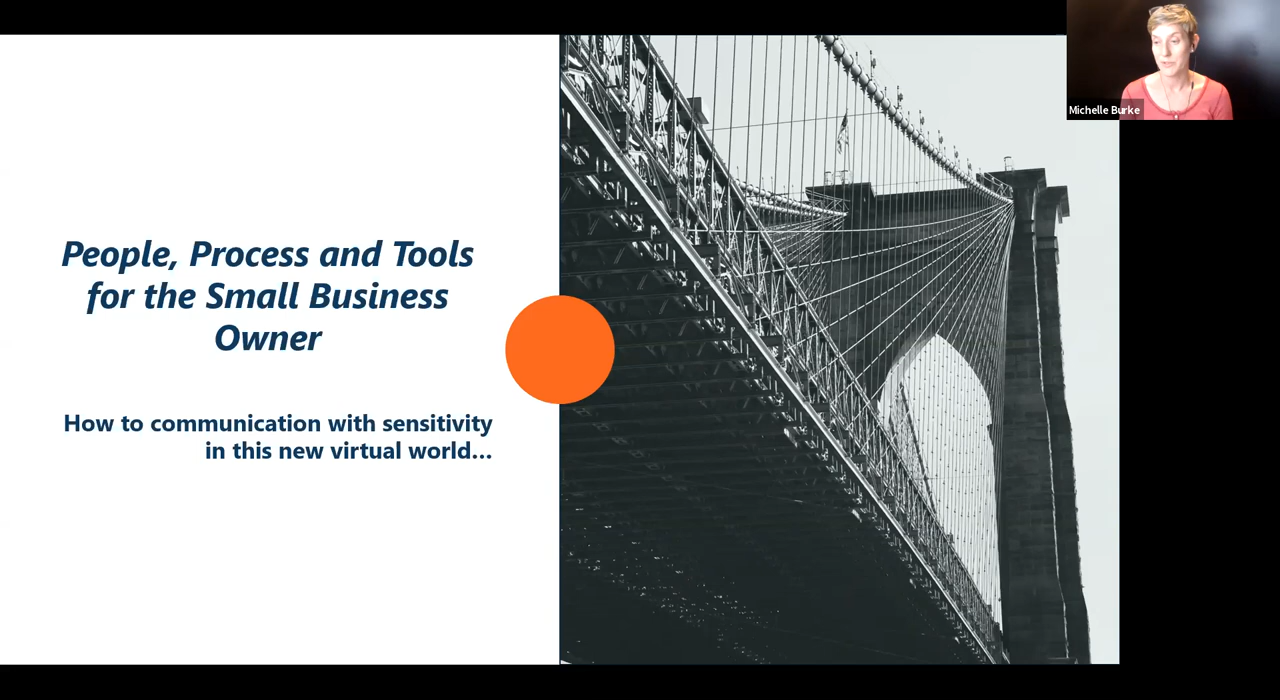 People, Process and Tools
for the Small Business
Owner
How to communication with sensitivity
in this new virtual world...
Michelle Burke